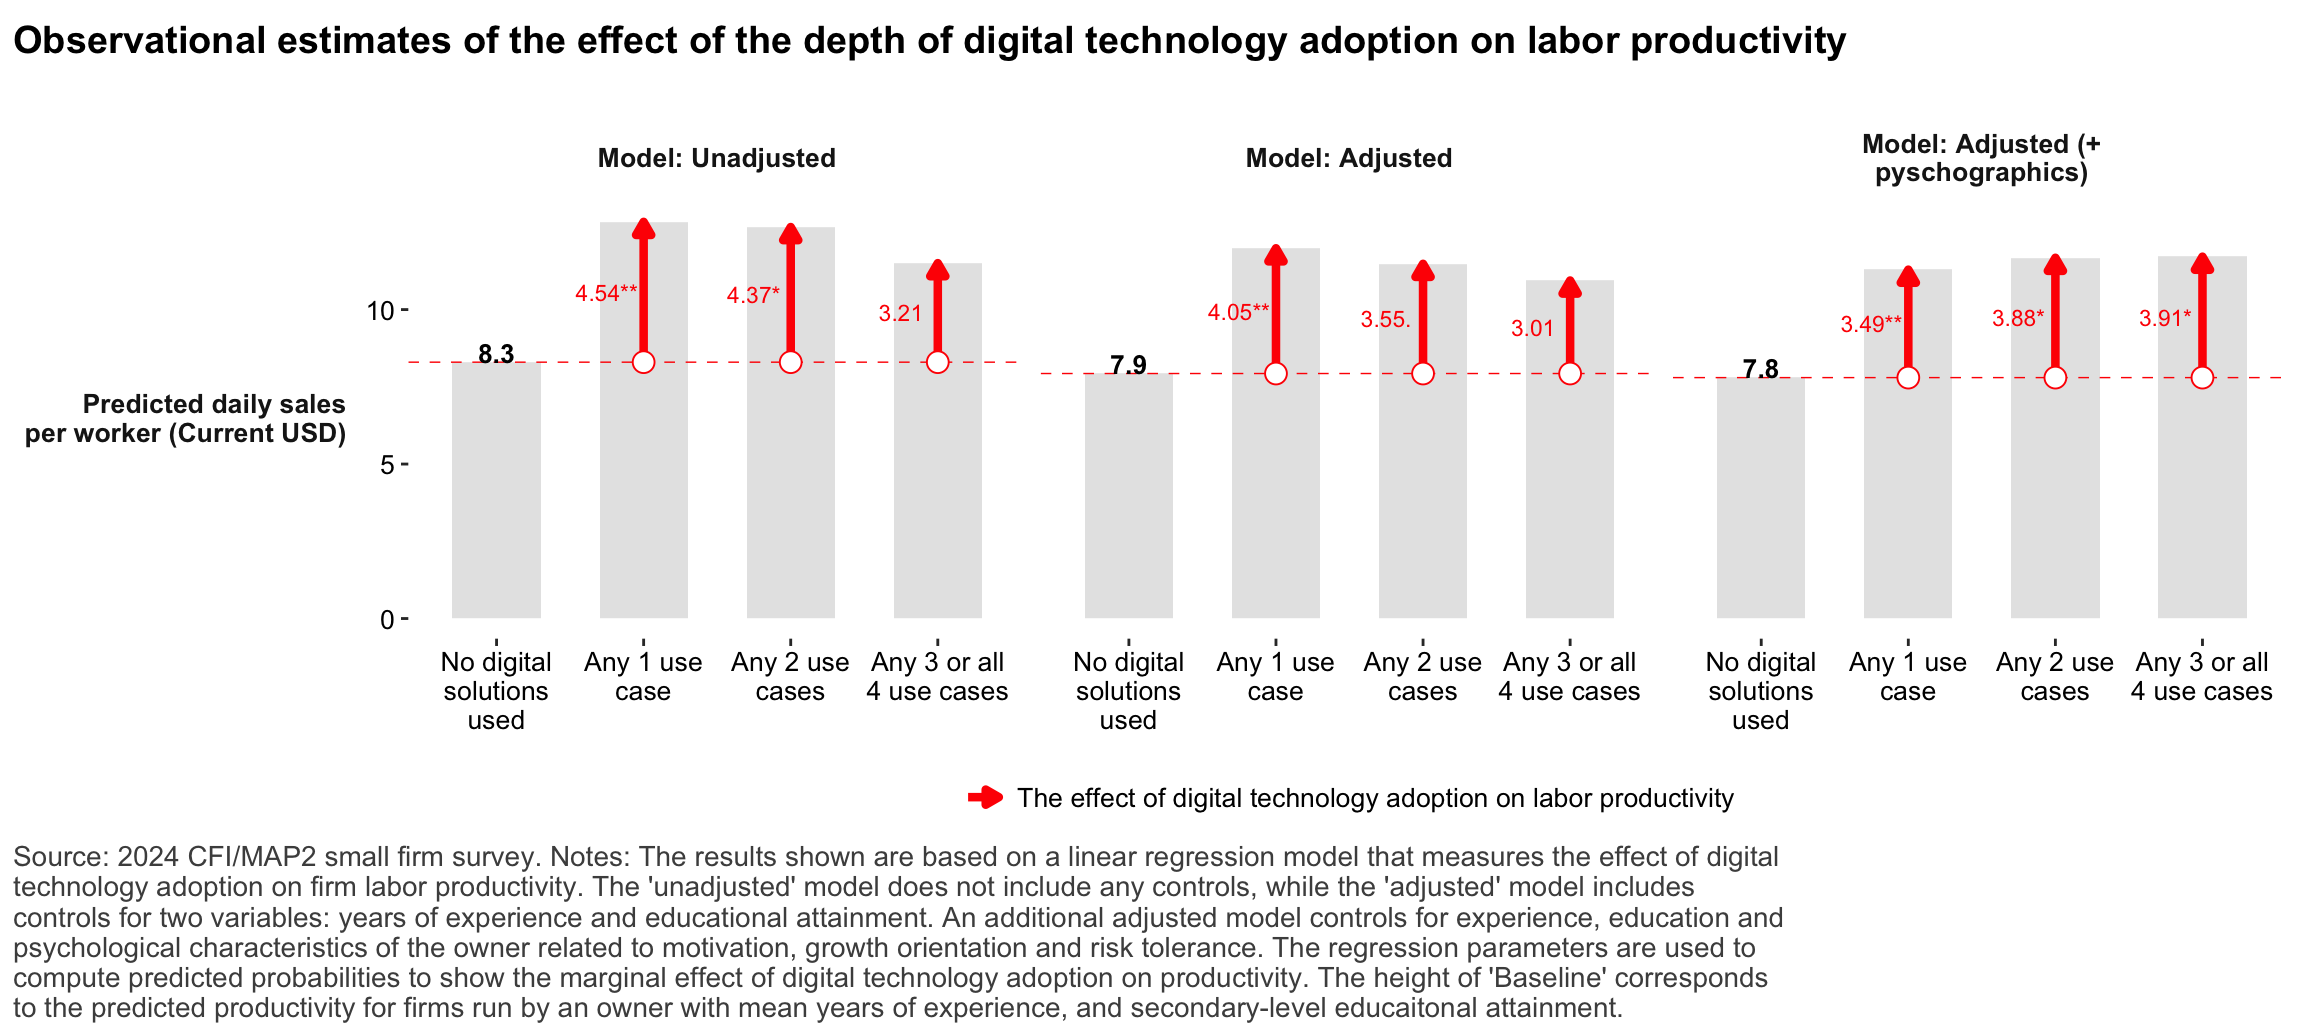 Observational estimates of the effect of the depth of digital technology adoption on labor productivity
Model: Unadjusted
Model: Adjusted
Model: Adjusted (+
pyschographics)
Predicted daily sales
per worker (Current USD)
10
5
0
8.3
4.54**
4.37*
3.21
7.9
4.05**
3.55.
3.01
7.8
3.49**
3.88*
3.91*
No digital
solutions
used
Any 1 use
case
Any 2 use
cases
Any 3 or all
4 use cases
No digital
solutions
used
Any 1 use
case
Any 2 use
cases
Any 3 or all
4 use cases
No digital
solutions
used
Any 1 use
case
Any 2 use
cases
Any 3 or all
4 use cases
The effect of digital technology adoption on labor productivity
Source: 2024 CFI/MAP2 small firm survey. Notes: The results shown are based on a linear regression model that measures the effect of digital
technology adoption on firm labor productivity. The 'unadjusted' model does not include any controls, while the 'adjusted' model includes
controls for two variables: years of experience and educational attainment. An additional adjusted model controls for experience, education and
psychological characteristics of the owner related to motivation, growth orientation and risk tolerance. The regression parameters are used to
compute predicted probabilities to show the marginal effect of digital technology adoption on productivity. The height of 'Baseline' corresponds
to the predicted productivity for firms run by an owner with mean years of experience, and secondary-level educaitonal attainment.